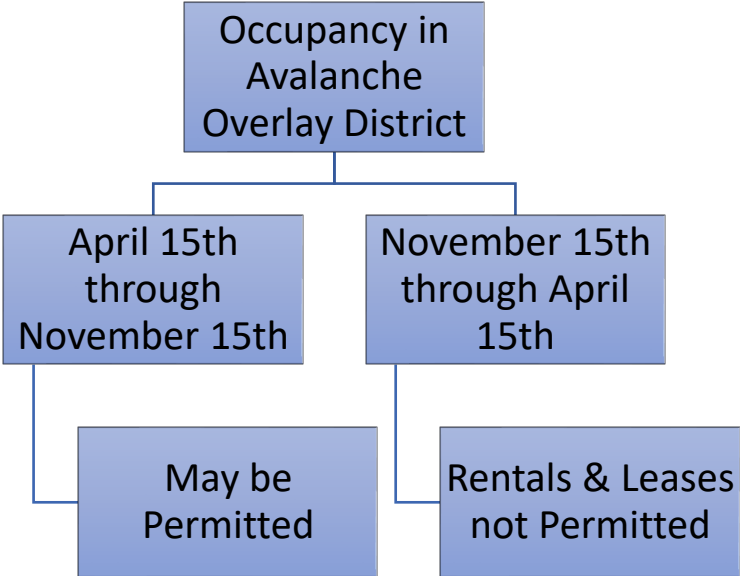 Occupancy in
Avalanche
Overlay District
April 15th
through
November 15th
November 15th
through April
15th
May be
Permitted
Rentals & Leases
not Permitted